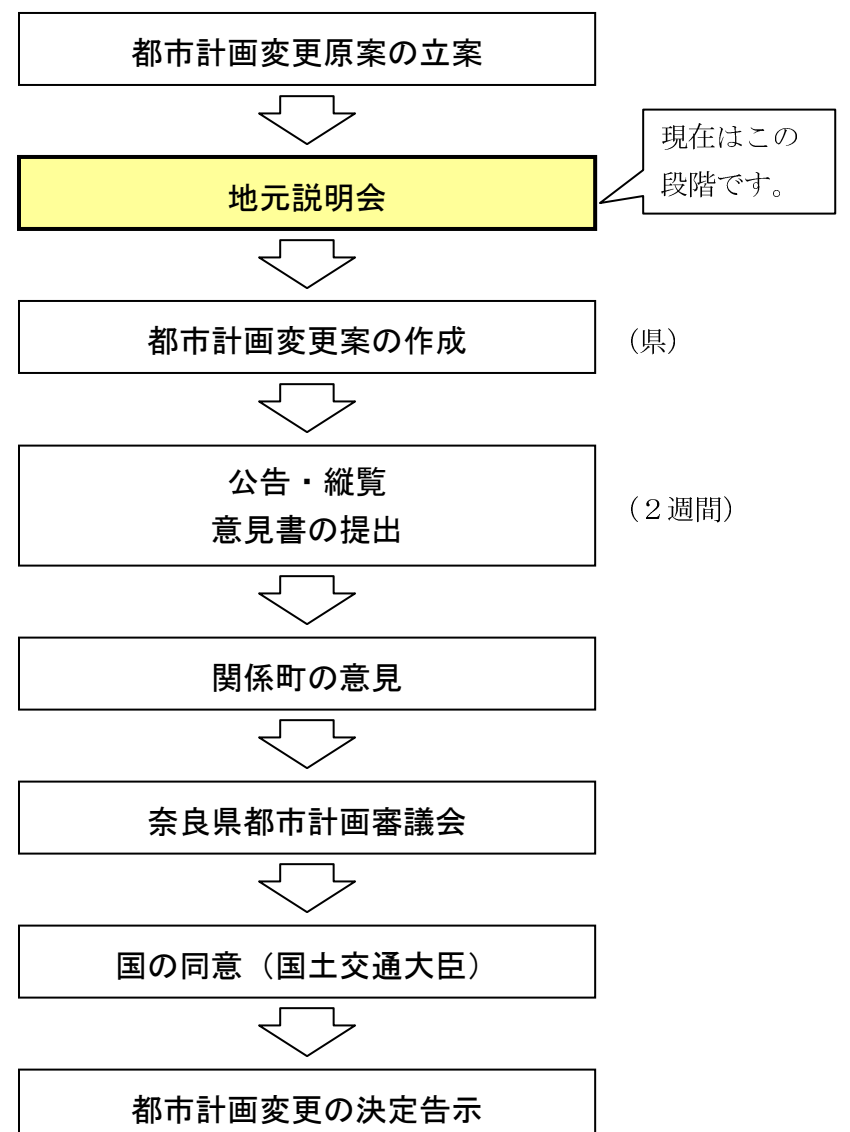 都市計画変更原案の立案
現在はこの
段階です。
地元説明会
都市計画変更案の作成
（県）
公告・縦覧
意見書の提出
（２週間）
関係町の意見
奈良県都市計画審議会
国の同意（国土交通大臣）
都市計画変更の決定告示